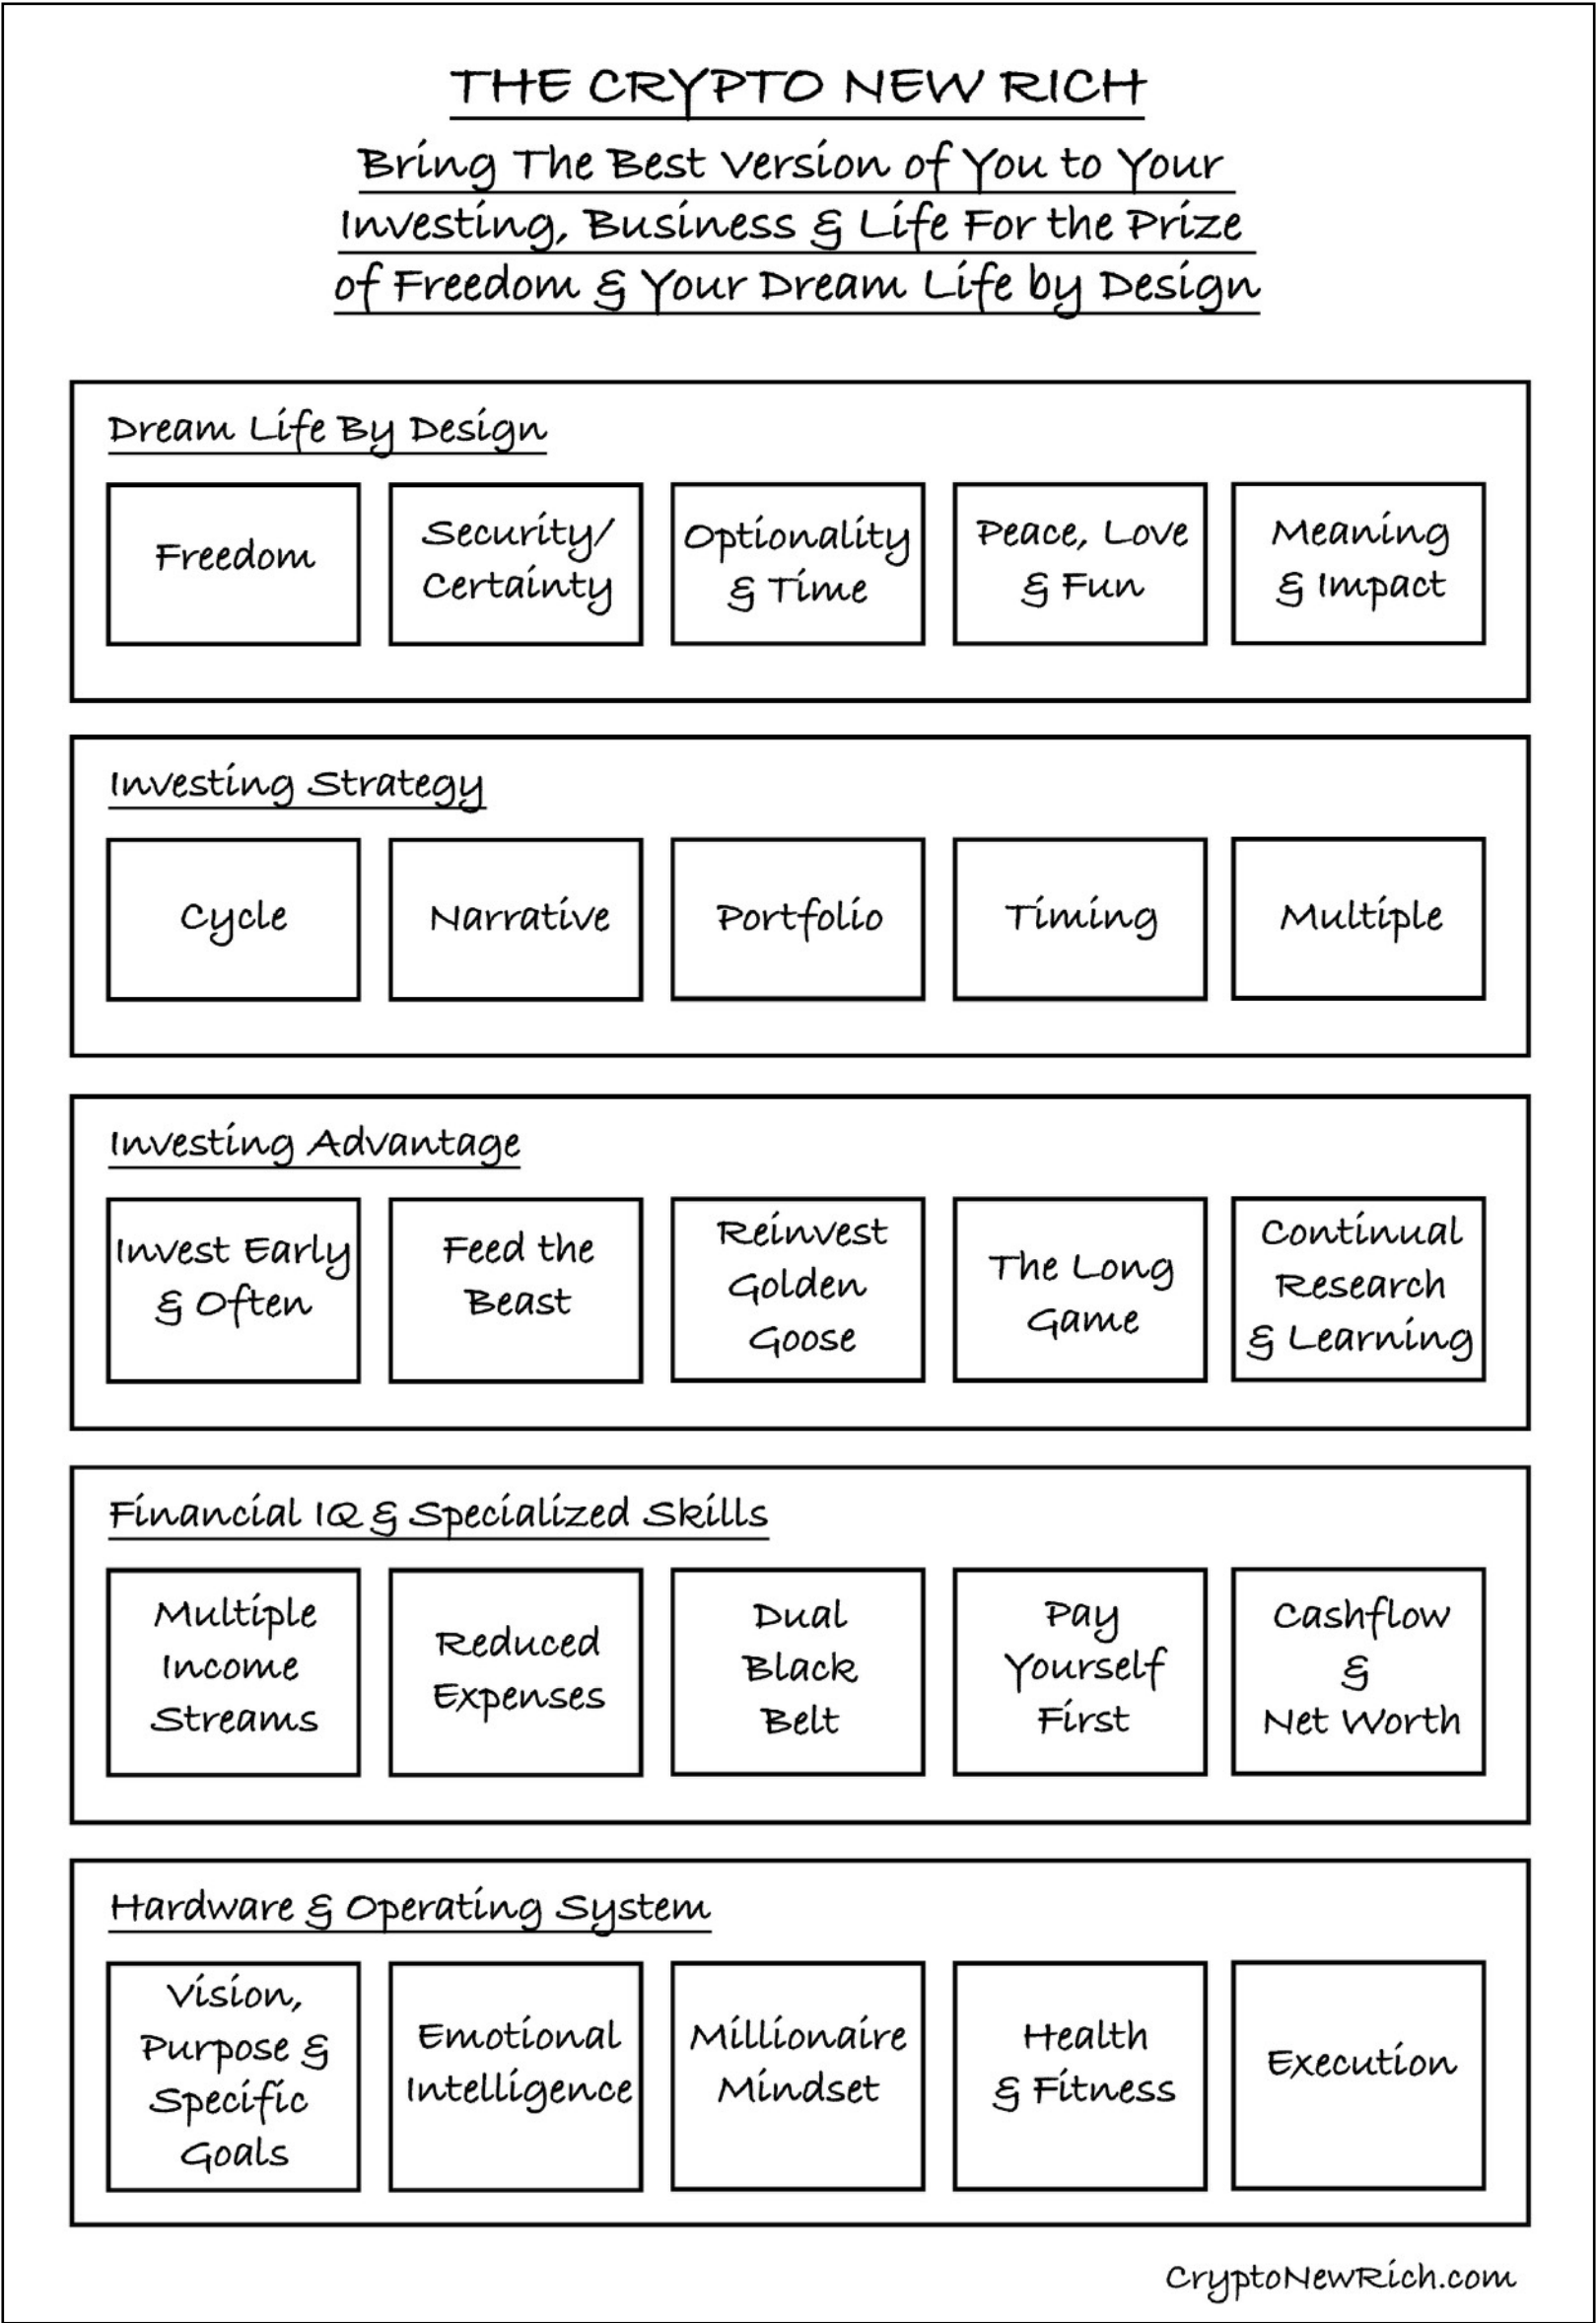 THE CRYPTO NEW RICH
Bring The Best Version of You to Your
Investing, Business & Life For the Prize
of Freedom & Your Dream Life by Design
Dream Life By Design
Freedom
Security/
Certainty
Optionality
& Time
Peace, Love
& Fun
Meaning
& Impact
Investing Strategy
Cycle
Narrative
Portfolio
Timing
Multiple
Investing Advantage
Invest Early
& Often
Feed the
Beast
Reinvest
Golden
Goose
The Long
Game
Continual
Research
& Learning
Financial IQ & Specialized Skills
Multiple
Income
Streams
Reduced
Expenses
Dual
Black
Belt
Pay
Yourself
First
Cashflow
&
Net Worth
Hardware & Operating System
Vision,
Purpose &
Specific
Goals
Emotional
Intelligence
Millionaire
Mindset
Health
& Fitness
Execution
CryptoNewRich.com